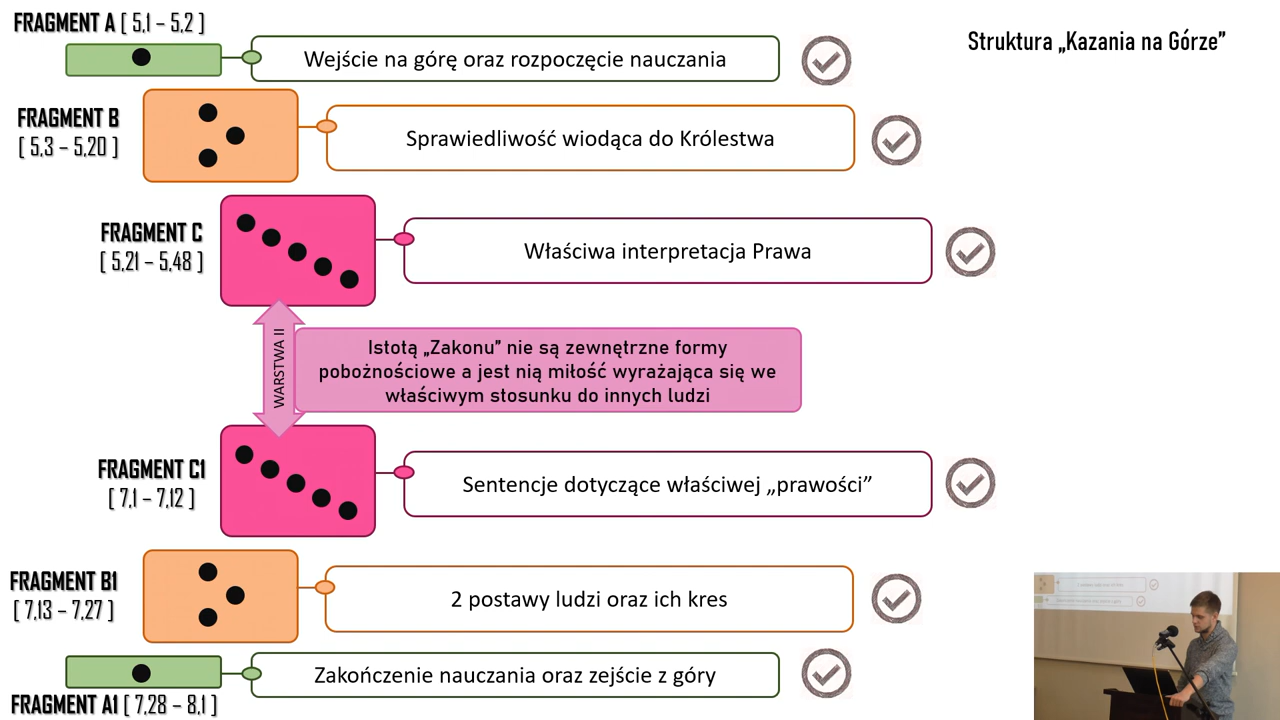 FRAGMENT A [ 5,1 – 5,2 ]
Wejście na górę oraz rozpoczęcie nauczania
Struktura „Kazania na Górze”
FRAGMENT B
[ 5,3 – 5,20 ]
Sprawiedliwość wiodąca do Królestwa
FRAGMENT C
[ 5,21 – 5,48 ]
Właściwa interpretacja Prawa
WARSTWA II
Istotą „Zakonu” nie są zewnętrzne formy
pobożnościowe a jest nią miłość wyrażająca się we
właściwym stosunku do innych ludzi
FRAGMENT C1
[ 7,1 – 7,12 ]
Sentencje dotyczące właściwej „prawości”
FRAGMENT B1
[ 7,13 – 7,27 ]
2 postawy ludzi oraz ich kres
Zakończenie nauczania oraz zejście z góry
FRAGMENT A1 [ 7,28 – 8,1 ]